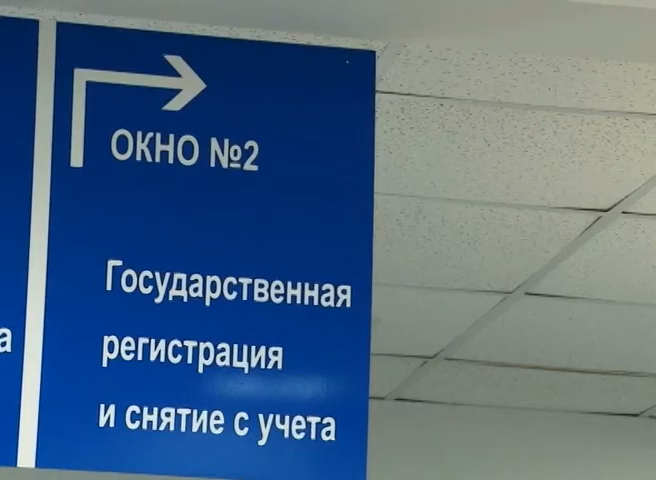 ОКНО №2
Государственная
регистрация
и снятие с учета
а